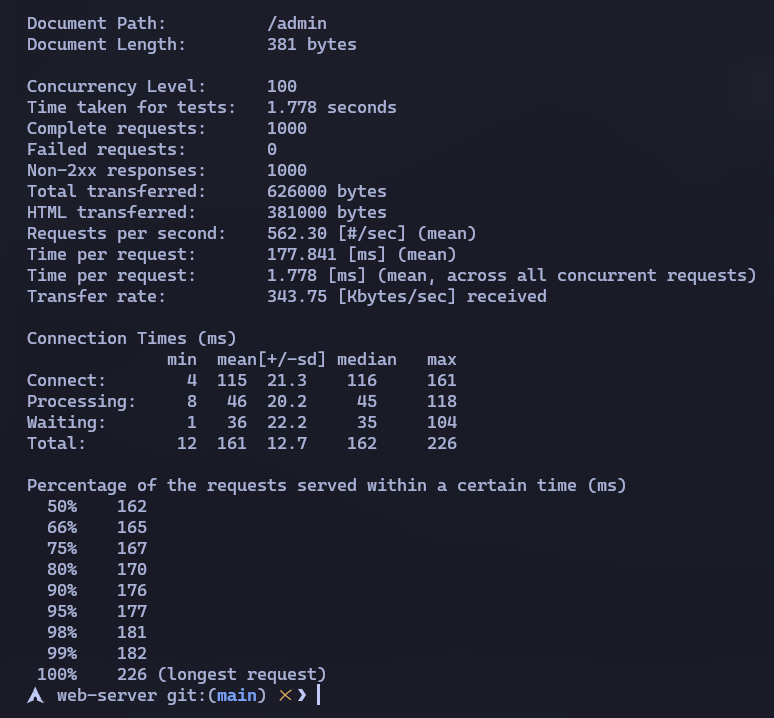 Document Path:          /admin
Document Length:        381 bytes

Concurrency Level:      100
Time taken for tests:   1.778 seconds
Complete requests:      1000
Failed requests:        0
Non-2xx responses:      1000
Total transferred:      626000 bytes
HTML transferred:       381000 bytes
Requests per second:    562.30 [#/sec] (mean)
Time per request:       177.841 [ms] (mean)
Time per request:       1.778 [ms] (mean, across all concurrent requests)
Transfer rate:          343.75 [Kbytes/sec] received

Connection Times (ms)
              min  mean[+/-sd] median   max
Connect:        4  115  21.3    116     161
Processing:     8   46  20.2     45     118
Waiting:        1   36  22.2     35     104
Total:         12  161  12.7    162     226

Percentage of the requests served within a certain time (ms)
  50%    162
  66%    165
  75%    167
  80%    170
  90%    176
  95%    177
  98%    181
  99%    182
 100%    226 (longest request)
web-server git:(main) ✕ ❯